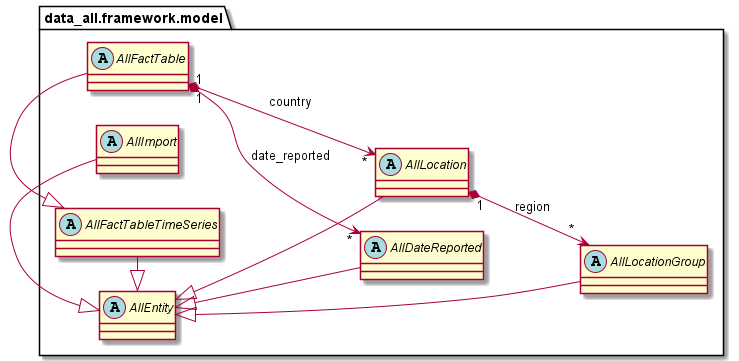 data_all.framework.model
A AllFactTable
1
1
country
A AllImport
date_reported
*
A AllLocation
1
region
A AllFactTableTimeSeries
*
*
A AllDateReported
A AllLocationGroup
A AllEntity